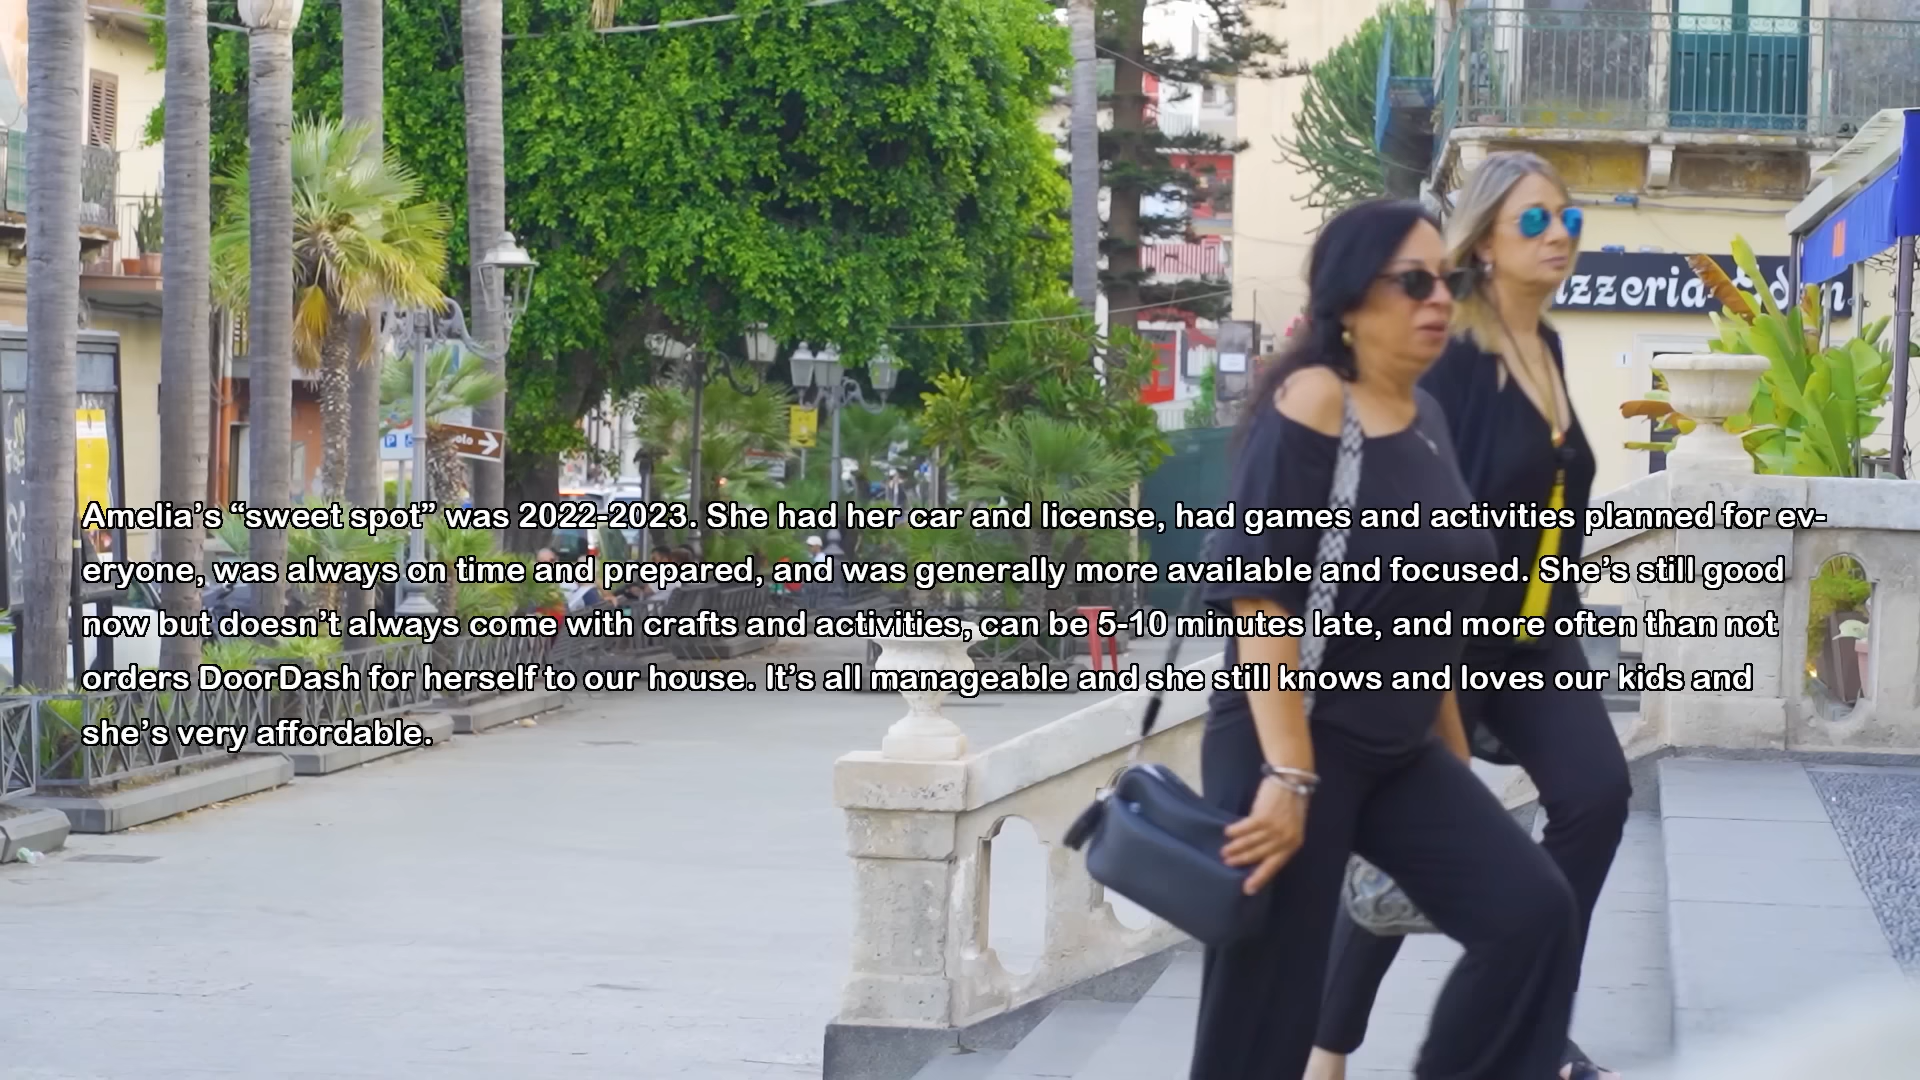 izzeria Eden
olo
P
Amelia’s “sweet spot” was 2022-2023. She had her car and license, had games and activities planned for ev-
eryone, was always on time and prepared, and was generally more available and focused. She’s still good
now but doesn’t always come with crafts and activities, can be 5-10 minutes late, and more often than not
orders DoorDash for herself to our house. It’s all manageable and she still knows and loves our kids and
she’s very affordable.